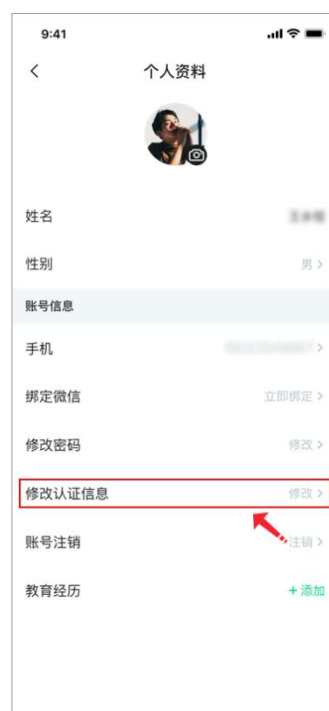 9:41
个人资料
姓名
性别 男 >
账号信息
手机 >
绑定微信 立即绑定 >
修改密码 修改 >
修改认证信息 修改 >
账号注销 注销 >
教育经历 + 添加